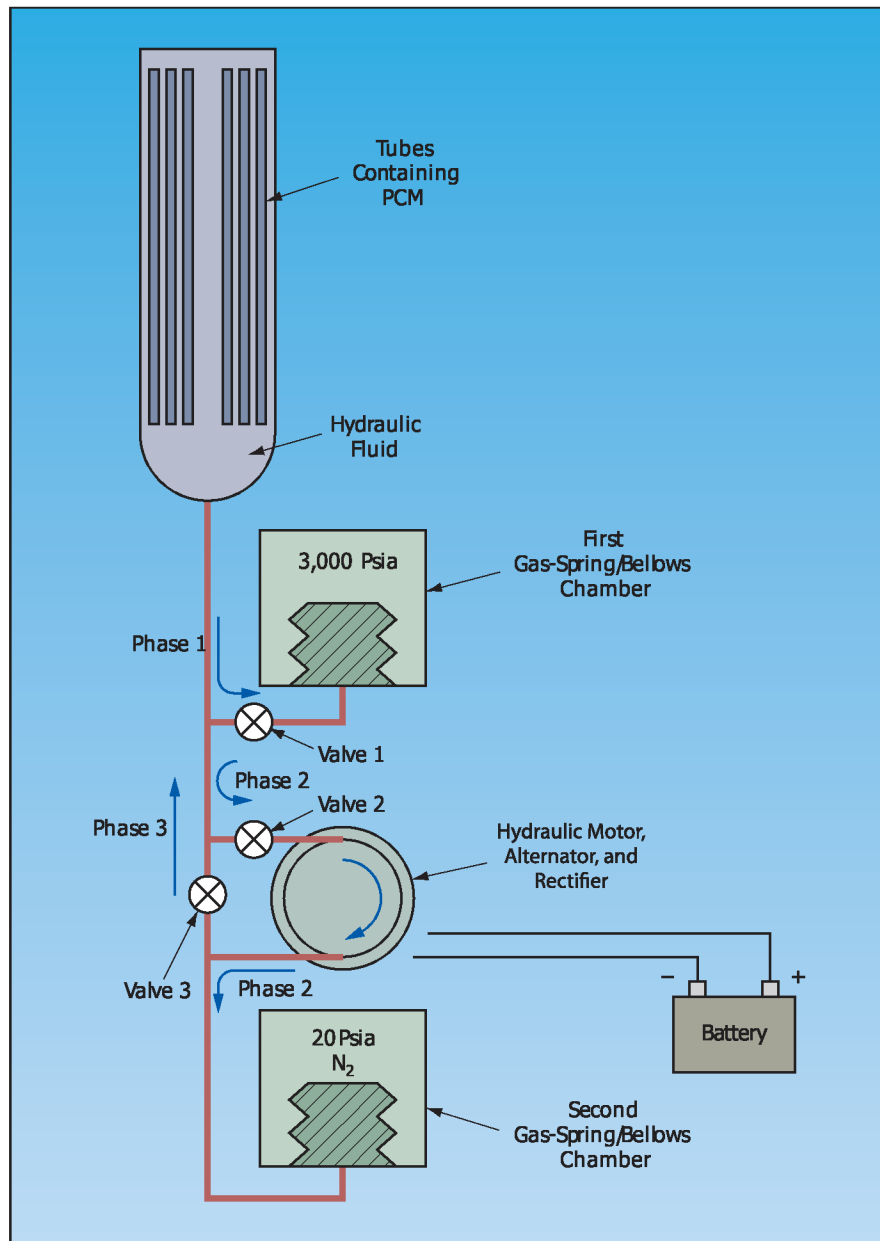 Tubes
Containing
PCM
Hydraulic
Fluid
First
Gas-Spring/Bellows
Chamber
3,000 Psia
Phase 1
Valve 1
Phase 2
Valve 2
Phase 3
Hydraulic Motor,
Alternator, and
Rectifier
Valve 3
Phase 2
– +
Battery
20 Psia
N₂
Second
Gas-Spring/Bellows
Chamber